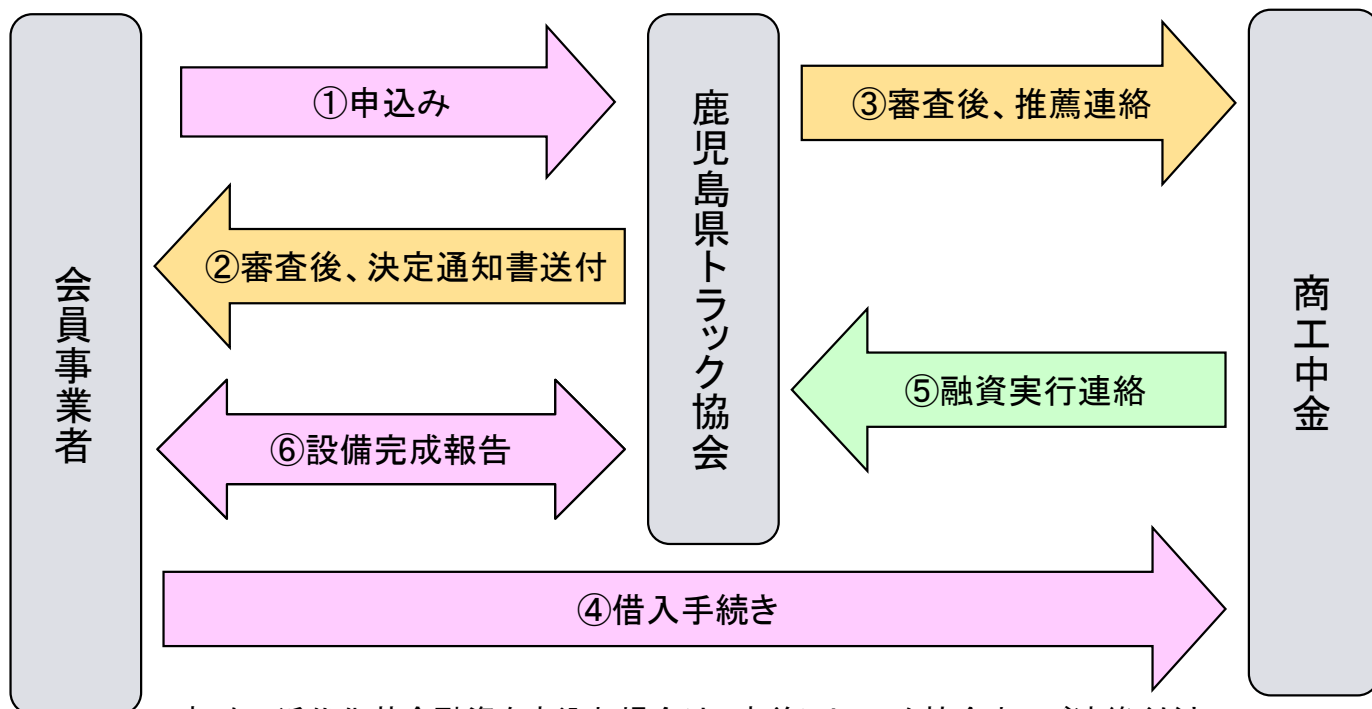 会員事業者
①申込み
鹿児島県トラック協会
③審査後、推薦連絡
商工中金
②審査後、決定通知書送付
⑤融資実行連絡
⑥設備完成報告
④借入手続き